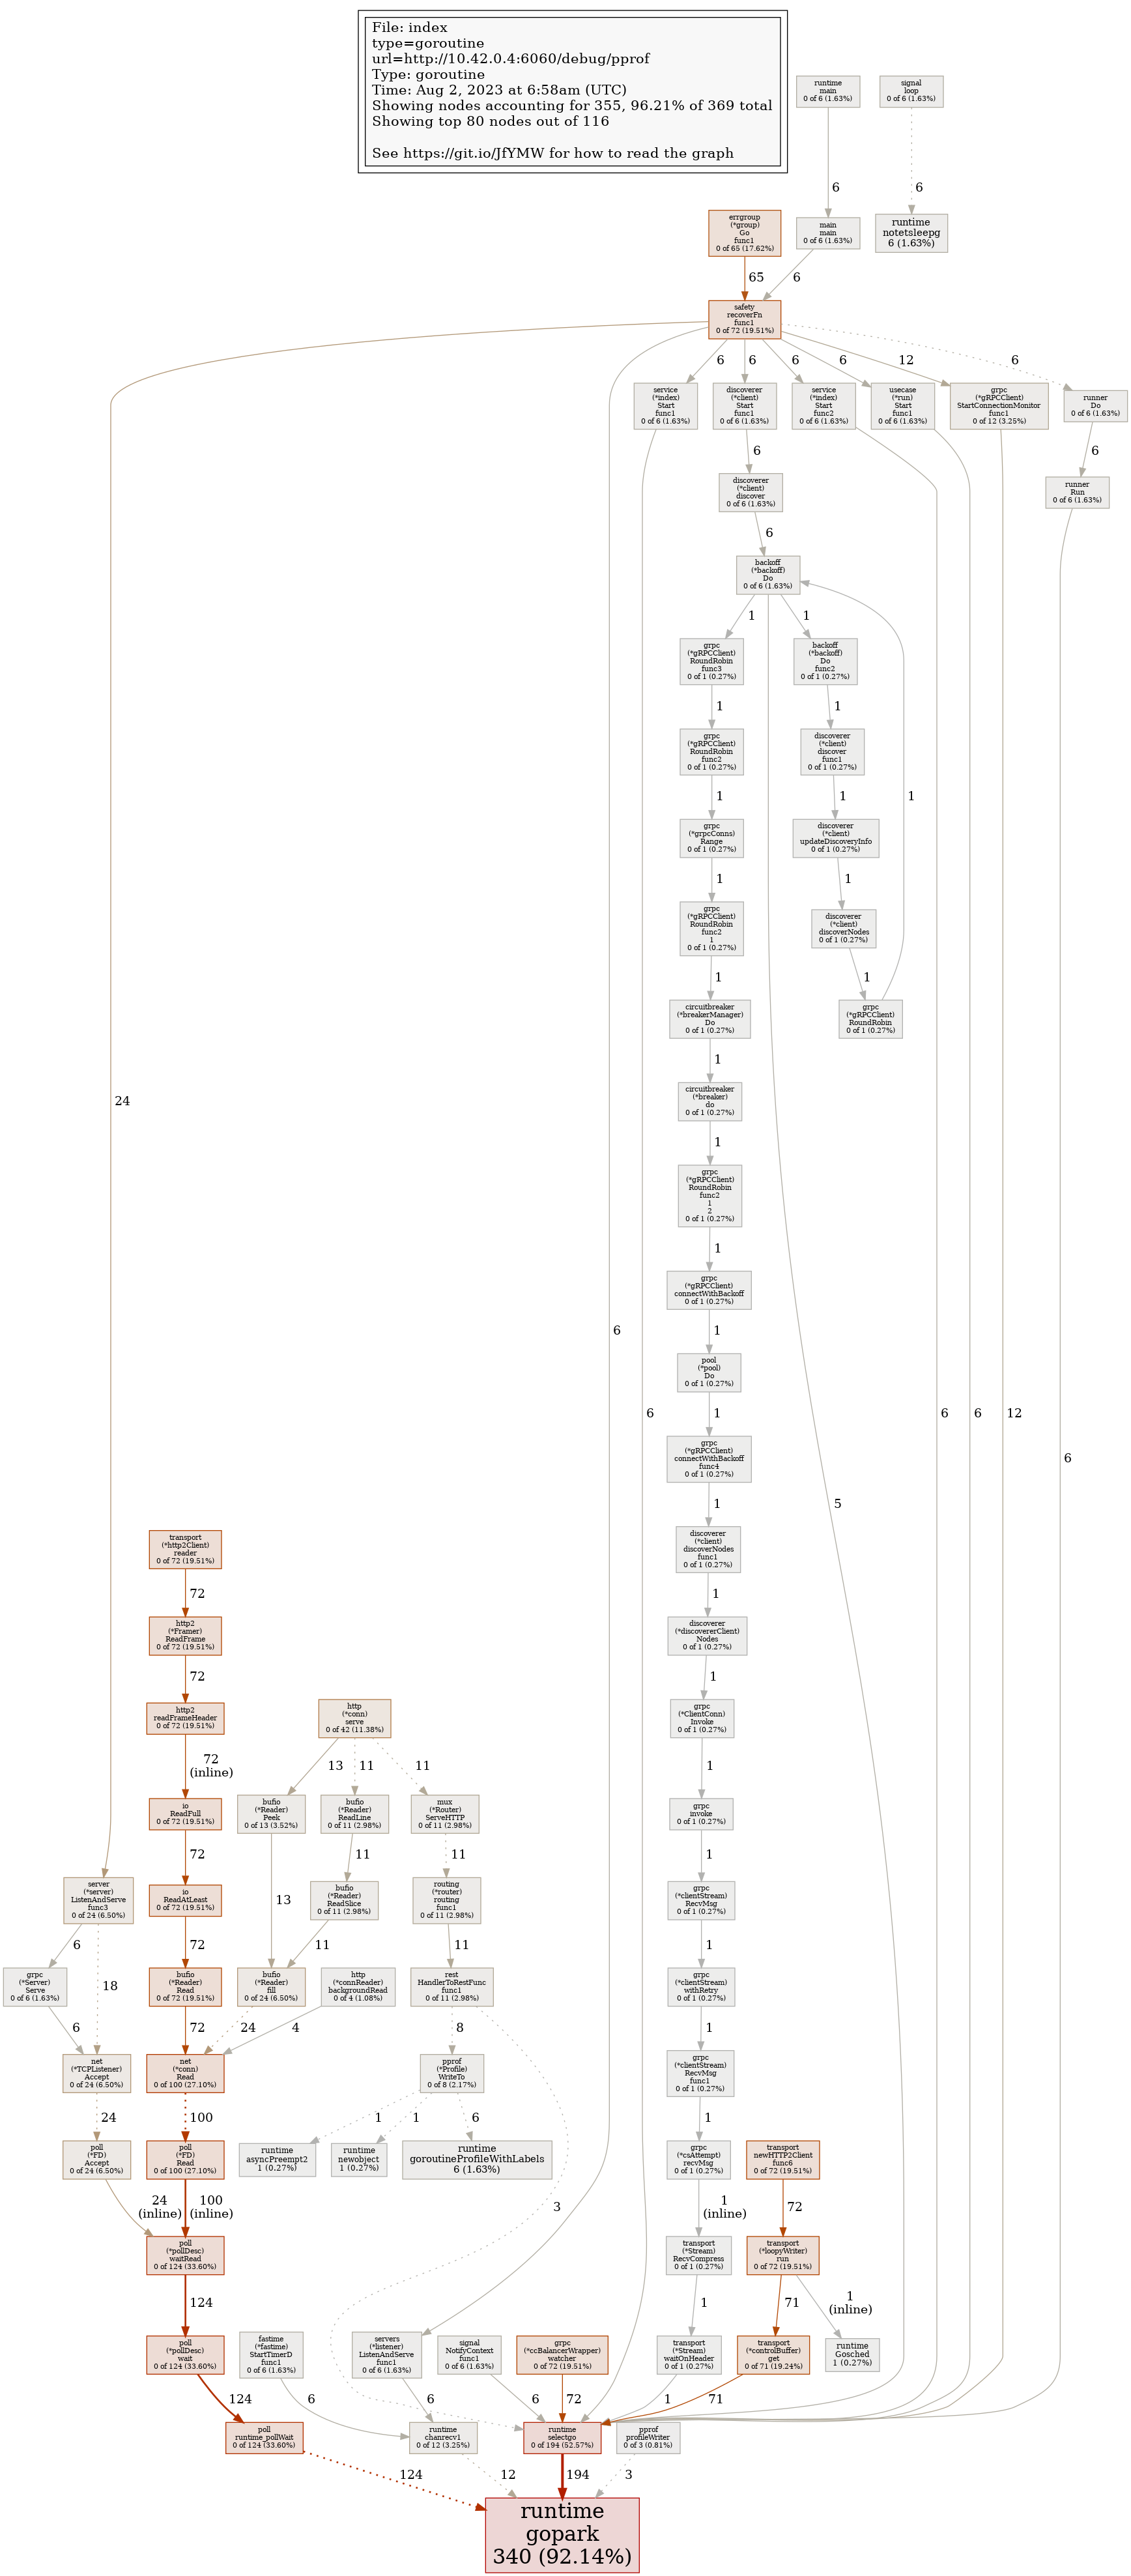 File: index
type=goroutine
url=http://10.42.0.4:6060/debug/pprof
Type: goroutine
Time: Aug 2, 2023 at 6:58am (UTC)
Showing nodes accounting for 355, 96.21% of 369 total
Showing top 80 nodes out of 116
See https://git.io/JfYMW for how to read the graph
runtime
main
0 of 6 (1.63%)
signal
loop
0 of 6 (1.63%)
6
6
errgroup
(*group)
Go
func1
0 of 65 (17.62%)
main
main
0 of 6 (1.63%)
runtime
notetsleepg
6 (1.63%)
65
6
safety
recoverFn
func1
0 of 72 (19.51%)
6
6
6
6
12
6
service
(*index)
Start
func1
0 of 6 (1.63%)
discoverer
(*client)
Start
func1
0 of 6 (1.63%)
service
(*index)
Start
func2
0 of 6 (1.63%)
usecase
(*run)
Start
func1
0 of 6 (1.63%)
grpc
(*gRPCClient)
StartConnectionMonitor
func1
0 of 12 (3.25%)
runner
Do
0 of 6 (1.63%)
6
6
discoverer
(*client)
discover
0 of 6 (1.63%)
runner
Run
0 of 6 (1.63%)
6
backoff
(*backoff)
Do
0 of 6 (1.63%)
1
1
grpc
(*gRPCClient)
RoundRobin
func3
0 of 1 (0.27%)
backoff
(*backoff)
Do
func2
0 of 1 (0.27%)
1
1
grpc
(*gRPCClient)
RoundRobin
func2
0 of 1 (0.27%)
discoverer
(*client)
discover
func1
0 of 1 (0.27%)
1
1
1
grpc
(*grpcConns)
Range
0 of 1 (0.27%)
discoverer
(*client)
updateDiscoveryInfo
0 of 1 (0.27%)
1
1
grpc
(*gRPCClient)
RoundRobin
func2
1
0 of 1 (0.27%)
discoverer
(*client)
discoverNodes
0 of 1 (0.27%)
1
1
circuitbreaker
(*breakerManager)
Do
0 of 1 (0.27%)
grpc
(*gRPCClient)
RoundRobin
0 of 1 (0.27%)
1
24
circuitbreaker
(*breaker)
do
0 of 1 (0.27%)
1
grpc
(*gRPCClient)
RoundRobin
func2
1
2
0 of 1 (0.27%)
1
grpc
(*gRPCClient)
connectWithBackoff
0 of 1 (0.27%)
6
1
pool
(*pool)
Do
0 of 1 (0.27%)
6
1
6
6
12
grpc
(*gRPCClient)
connectWithBackoff
func4
0 of 1 (0.27%)
6
1
5
transport
(*http2Client)
reader
0 of 72 (19.51%)
discoverer
(*client)
discoverNodes
func1
0 of 1 (0.27%)
72
1
http2
(*Framer)
ReadFrame
0 of 72 (19.51%)
discoverer
(*discovererClient)
Nodes
0 of 1 (0.27%)
72
1
http2
readFrameHeader
0 of 72 (19.51%)
http
(*conn)
serve
0 of 42 (11.38%)
grpc
(*ClientConn)
Invoke
0 of 1 (0.27%)
72
(inline)
13
11
11
1
io
ReadFull
0 of 72 (19.51%)
bufio
(*Reader)
Peek
0 of 13 (3.52%)
bufio
(*Reader)
ReadLine
0 of 11 (2.98%)
mux
(*Router)
ServeHTTP
0 of 11 (2.98%)
grpc
invoke
0 of 1 (0.27%)
72
11
11
1
server
(*server)
ListenAndServe
func3
0 of 24 (6.50%)
io
ReadAtLeast
0 of 72 (19.51%)
13
bufio
(*Reader)
ReadSlice
0 of 11 (2.98%)
routing
(*router)
routing
func1
0 of 11 (2.98%)
grpc
(*clientStream)
RecvMsg
0 of 1 (0.27%)
6
72
11
11
1
grpc
(*Server)
Serve
0 of 6 (1.63%)
18
bufio
(*Reader)
Read
0 of 72 (19.51%)
bufio
(*Reader)
fill
0 of 24 (6.50%)
http
(*connReader)
backgroundRead
0 of 4 (1.08%)
rest
HandlerToRestFunc
func1
0 of 11 (2.98%)
grpc
(*clientStream)
withRetry
0 of 1 (0.27%)
6
72
24
4
8
1
net
(*TCPListener)
Accept
0 of 24 (6.50%)
net
(*conn)
Read
0 of 100 (27.10%)
pprof
(*Profile)
WriteTo
0 of 8 (2.17%)
grpc
(*clientStream)
RecvMsg
func1
0 of 1 (0.27%)
24
100
1
1
6
1
poll
(*FD)
Accept
0 of 24 (6.50%)
poll
(*FD)
Read
0 of 100 (27.10%)
runtime
asyncPreempt2
1 (0.27%)
runtime
newobject
1 (0.27%)
runtime
goroutineProfileWithLabels
6 (1.63%)
grpc
(*csAttempt)
recvMsg
0 of 1 (0.27%)
transport
newHTTP2Client
func6
0 of 72 (19.51%)
24
(inline)
100
(inline)
3
1
(inline)
72
poll
(*pollDesc)
waitRead
0 of 124 (33.60%)
transport
(*Stream)
RecvCompress
0 of 1 (0.27%)
transport
(*loopyWriter)
run
0 of 72 (19.51%)
124
1
71
1
(inline)
poll
(*pollDesc)
wait
0 of 124 (33.60%)
fastime
(*fastime)
StartTimerD
func1
0 of 6 (1.63%)
servers
(*listener)
ListenAndServe
func1
0 of 6 (1.63%)
signal
NotifyContext
func1
0 of 6 (1.63%)
grpc
(*ccBalancerWrapper)
watcher
0 of 72 (19.51%)
transport
(*Stream)
waitOnHeader
0 of 1 (0.27%)
transport
(*controlBuffer)
get
0 of 71 (19.24%)
runtime
Gosched
1 (0.27%)
124
6
6
6
72
1
71
poll
runtime_pollWait
0 of 124 (33.60%)
runtime
chanrecv1
0 of 12 (3.25%)
runtime
selectgo
0 of 194 (52.57%)
pprof
profileWriter
0 of 3 (0.81%)
124
12
194
3
runtime
gopark
340 (92.14%)